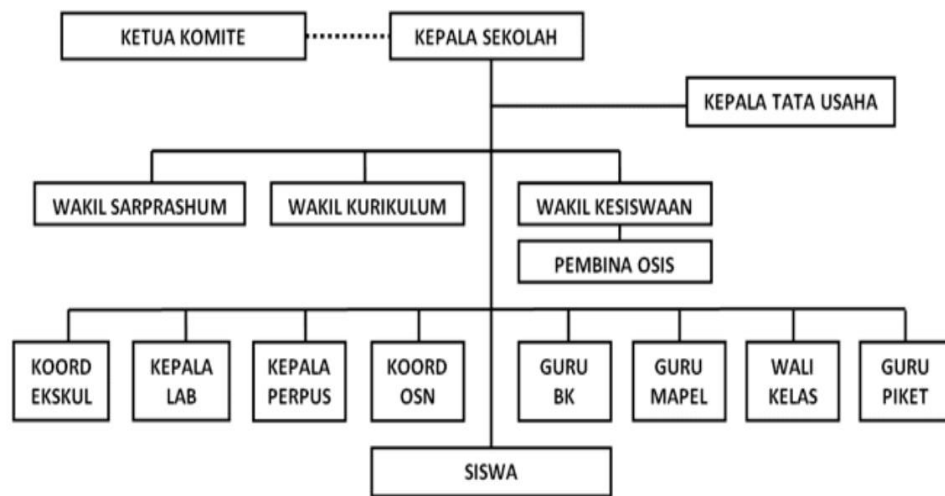 KETUA KOMITE
KEPALA SEKOLAH
KEPALA TATA USAHA
WAKIL SARPRASHUM
WAKIL KURIKULUM
WAKIL KESISWAAN
PEMBINA OSIS
KOORD
EKSKUL
KEPALA
LAB
KEPALA
PERPUS
KOORD
OSN
GURU
BK
GURU
MAPEL
WALI
KELAS
GURU
PIKET
SISWA